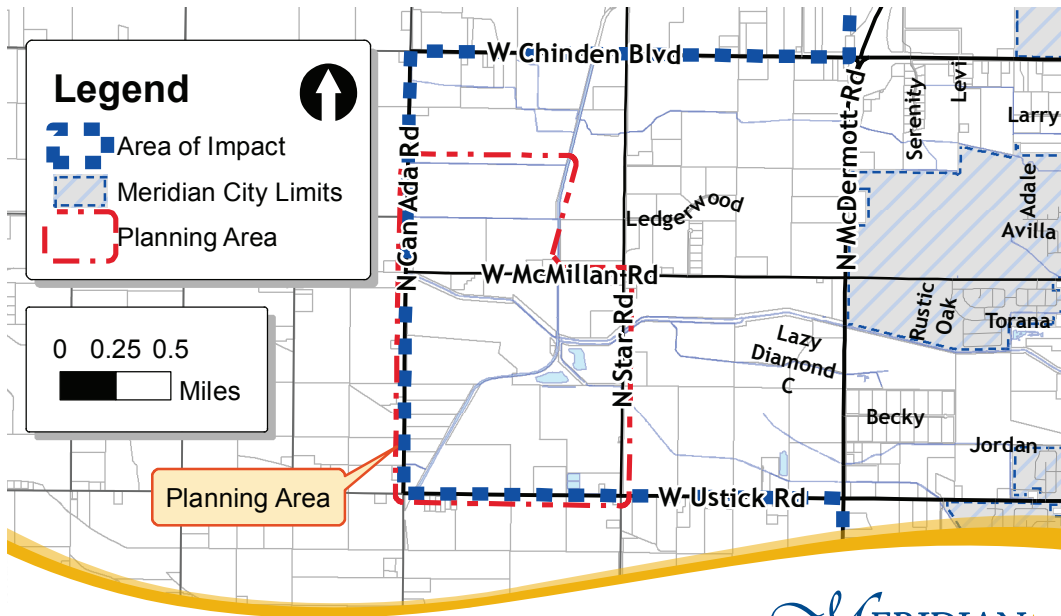 W Chinden Blvd
Legend
Area of Impact
Meridian City Limits
Planning Area
0 0.25 0.5
Miles
N Can Ada Rd
N McDermott Rd
Serenity
Levi
Larry
Adale
Avilla
Ledgerwood
W McMillan Rd
N Star Rd
Rustic
Oak
Torana
Lazy
Diamond
C
Becky
Jordan
Planning Area
W Ustick Rd
MERIDIAN